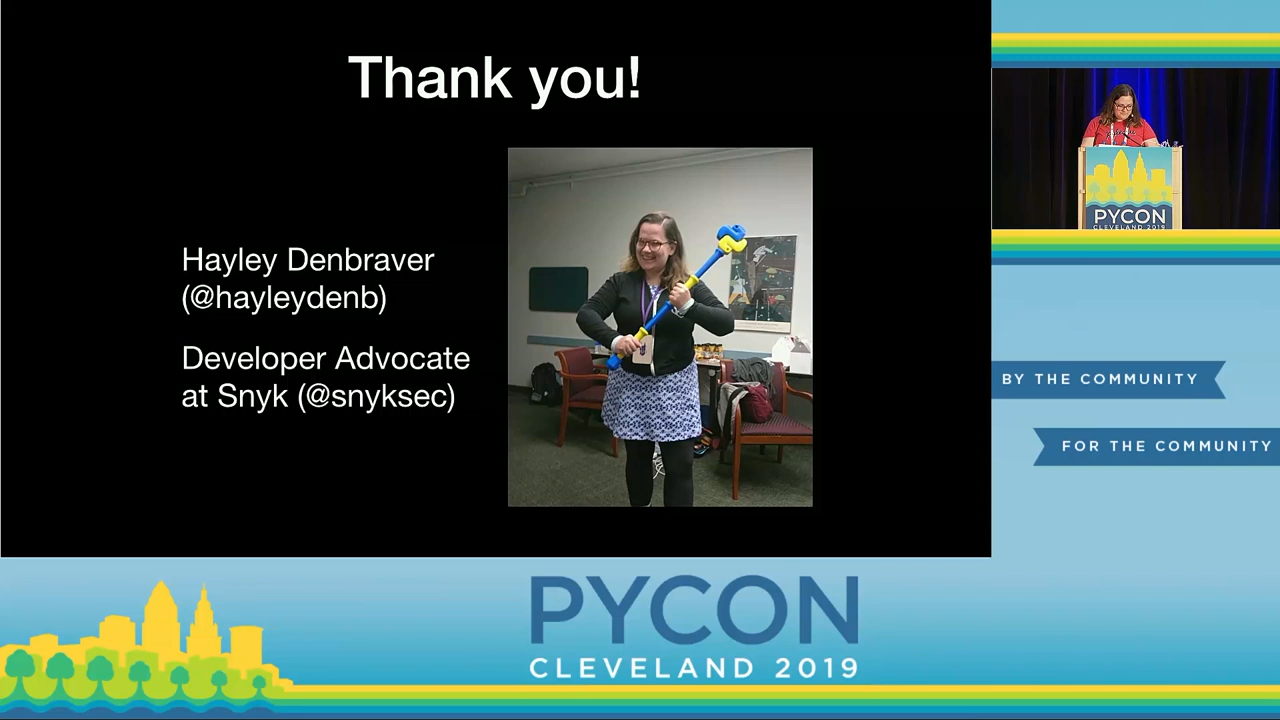 Thank you!
Hayley Denbraver
(@hayleydenb)
Developer Advocate
at Snyk (@snyksec)
PYCON
CLEVELAND 2019
BY THE COMMUNITY
FOR THE COMMUNITY
PYCON
CLEVELAND 2019